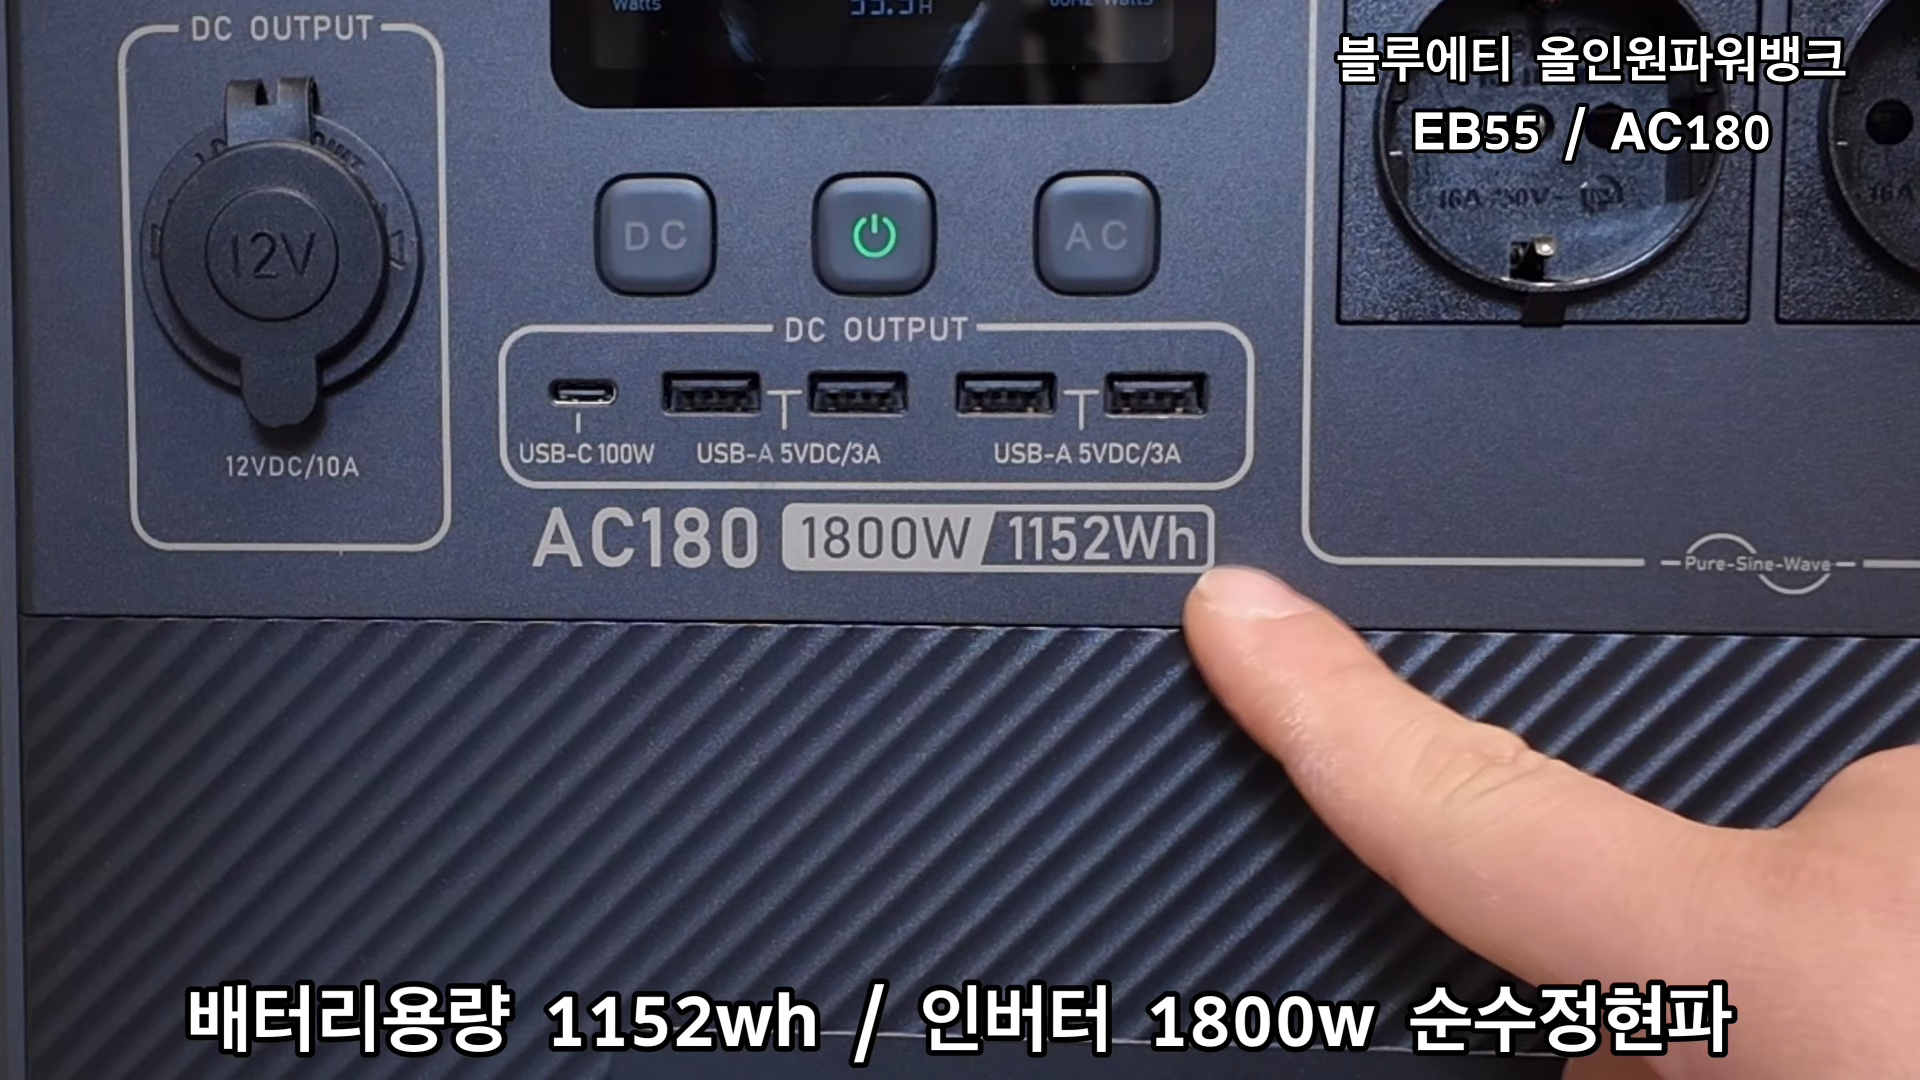 Watts
DC OUTPUT
블루에티 올인원파워뱅크
EB55 / AC180
12V
DC
AC
DC OUTPUT
USB-C 100W
USB-A 5VDC/3A
USB-A 5VDC/3A
12VDC/10A
AC180 1800W/1152Wh
Pure-Sine-Wave
배터리용량 1152wh / 인버터 1800w 순수정현파